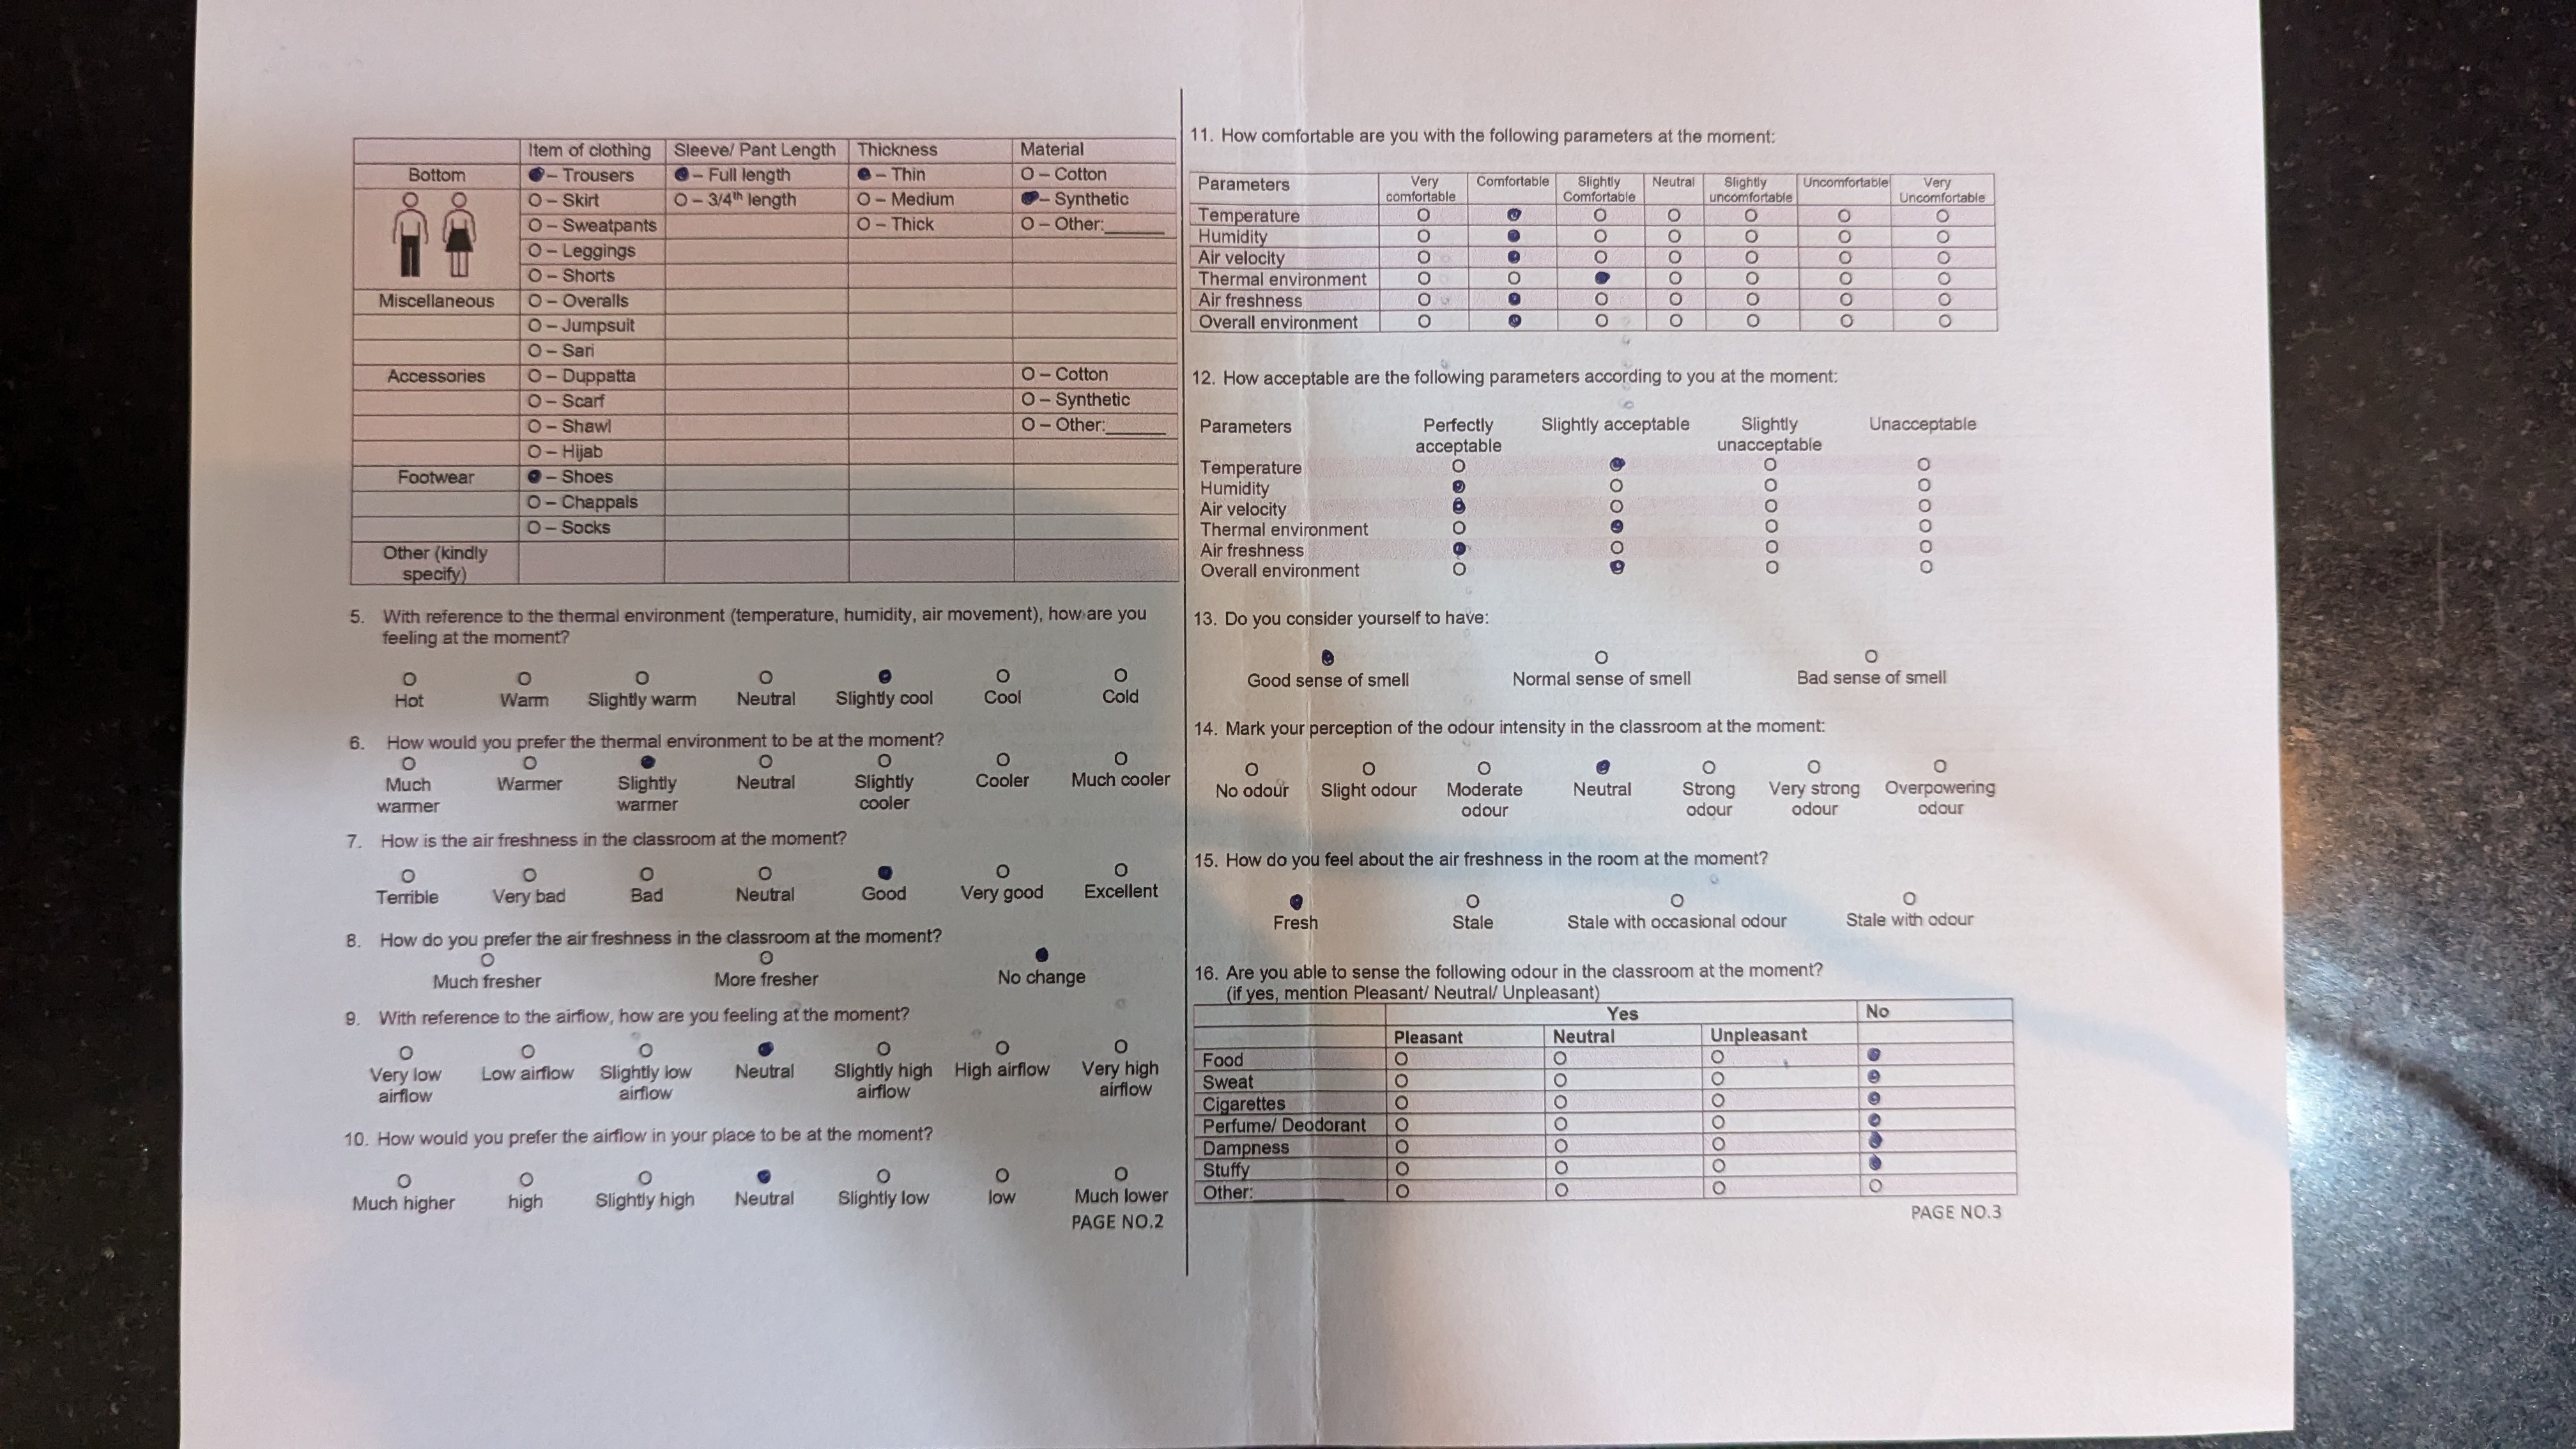 Item of clothing Sleeve/ Pant Length Thickness Material
Bottom ●– Trousers ●– Full length ●– Thin O – Cotton
O – Skirt O – 3/4th length O – Medium ●– Synthetic
O – Sweatpants O – Thick O – Other:______
O – Leggings
O – Shorts
Miscellaneous O – Overalls
O – Jumpsuit
O – Sari
Accessories O – Duppatta O – Cotton
O – Scarf O – Synthetic
O – Shawl O – Other:______
O – Hijab
Footwear ●– Shoes
O – Chappals
O – Socks
Other (kindly
specify)
5. With reference to the thermal environment (temperature, humidity, air movement), how are you
feeling at the moment?
O O O O ● O O
Hot Warm Slightly warm Neutral Slightly cool Cool Cold
6. How would you prefer the thermal environment to be at the moment?
O O ● O O O O
Much Warmer Slightly Neutral Slightly Cooler Much cooler
warmer warmer cooler
7. How is the air freshness in the classroom at the moment?
O O O O ● O O
Terrible Very bad Bad Neutral Good Very good Excellent
8. How do you prefer the air freshness in the classroom at the moment?
O O ●
Much fresher More fresher No change
9. With reference to the airflow, how are you feeling at the moment?
O O O ● O O O
Very low Low airflow Slightly low Neutral Slightly high High airflow Very high
airflow airflow airflow airflow
10. How would you prefer the airflow in your place to be at the moment?
O O O ● O O O
Much higher high Slightly high Neutral Slightly low low Much lower
PAGE NO.2
11. How comfortable are you with the following parameters at the moment:
Parameters Very Comfortable Slightly Neutral Slightly Uncomfortable Very
comfortable Comfortable uncomfortable Uncomfortable
Temperature O ● O O O O O
Humidity O ● O O O O O
Air velocity O ● O O O O O
Thermal environment O O ● O O O O
Air freshness O ● O O O O O
Overall environment O ● O O O O O
12. How acceptable are the following parameters according to you at the moment:
Parameters Perfectly Slightly acceptable Slightly Unacceptable
acceptable unacceptable
Temperature O ● O O
Humidity ● O O O
Air velocity ● O O O
Thermal environment O ● O O
Air freshness ● O O O
Overall environment O ● O O
13. Do you consider yourself to have:
● O O
Good sense of smell Normal sense of smell Bad sense of smell
14. Mark your perception of the odour intensity in the classroom at the moment:
O O O ● O O O
No odour Slight odour Moderate Neutral Strong Very strong Overpowering
odour odour odour odour
15. How do you feel about the air freshness in the room at the moment?
● O O O
Fresh Stale Stale with occasional odour Stale with odour
16. Are you able to sense the following odour in the classroom at the moment?
(if yes, mention Pleasant/ Neutral/ Unpleasant)
Yes No
Pleasant Neutral Unpleasant
Food O O O ●
Sweat O O O ●
Cigarettes O O O ●
Perfume/ Deodorant O O O ●
Dampness O O O ●
Stuffy O O O ●
Other:__________ O O O O
PAGE NO.3